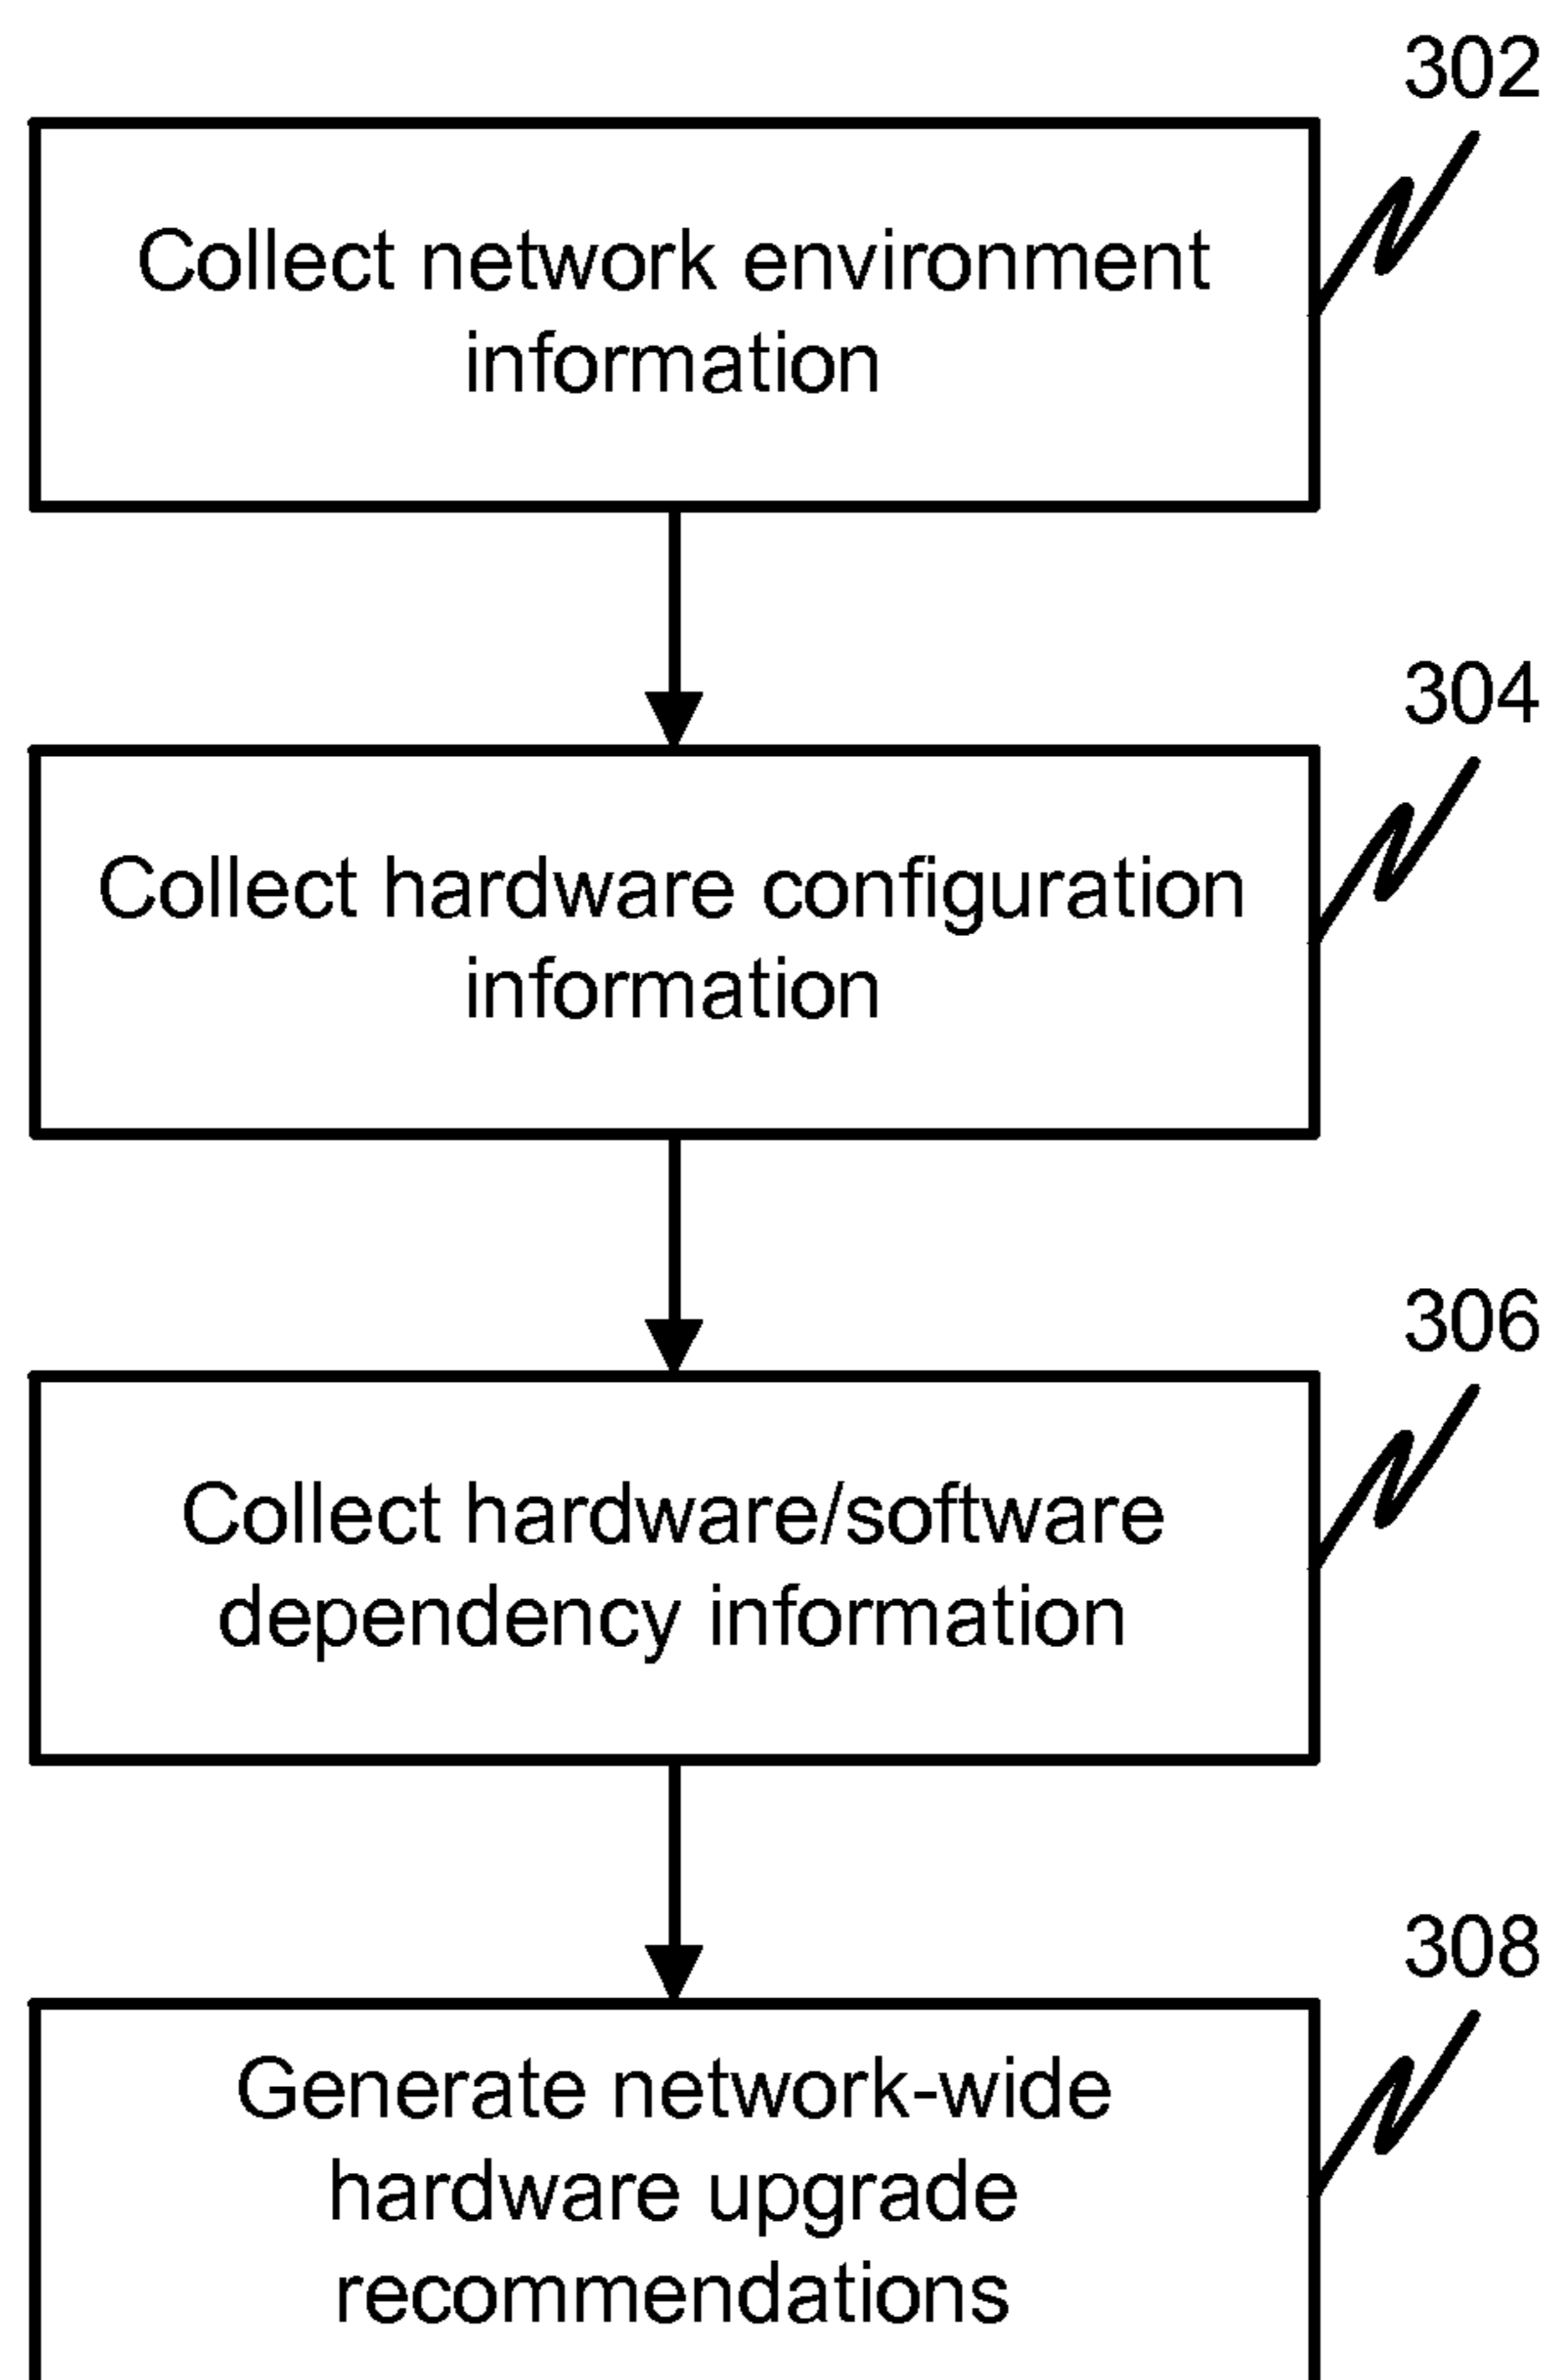 302
Collect network environment
information
304
Collect hardware configuration
information
306
Collect hardware/software
dependency information
308
Generate network-wide
hardware upgrade
recommendations